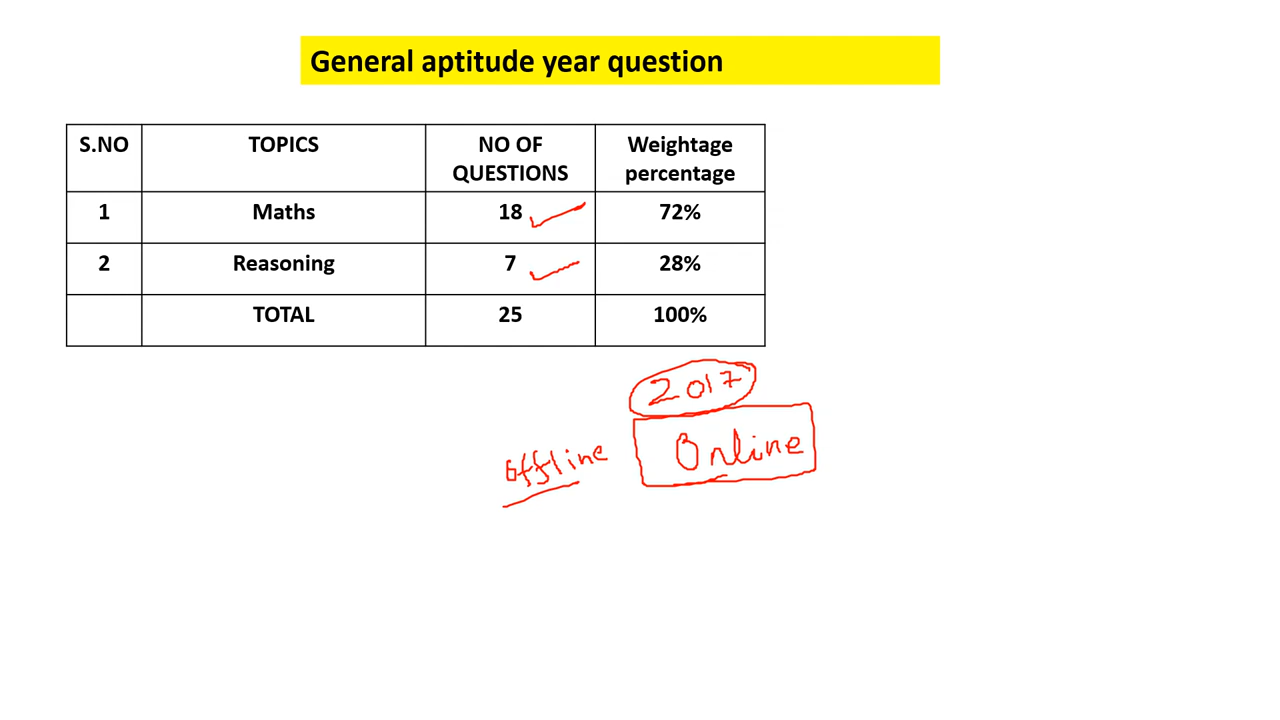 General aptitude year question
S.NO TOPICS NO OF QUESTIONS Weightage percentage
1 Maths 18 72%
2 Reasoning 7 28%
TOTAL 25 100%
2017
offline Online